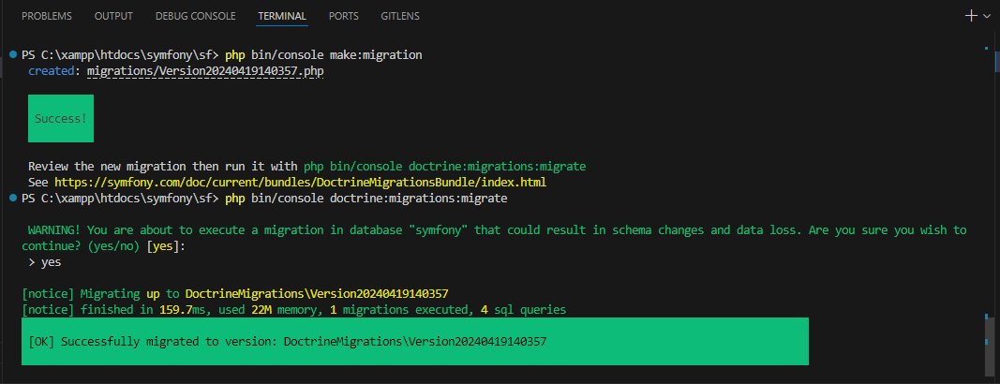 PROBLEMS OUTPUT DEBUG CONSOLE TERMINAL PORTS GITLENS
PS C:\xampp\htdocs\symfony\sf> php bin/console make:migration
created: migrations/Version20240419140357.php
Success!
Review the new migration then run it with php bin/console doctrine:migrations:migrate
See https://symfony.com/doc/current/bundles/DoctrineMigrationsBundle/index.html
PS C:\xampp\htdocs\symfony\sf> php bin/console doctrine:migrations:migrate
WARNING! You are about to execute a migration in database "symfony" that could result in schema changes and data loss. Are you sure you wish to
continue? (yes/no) [yes]:
> yes
[notice] Migrating up to DoctrineMigrations\Version20240419140357
[notice] finished in 159.7ms, used 22M memory, 1 migrations executed, 4 sql queries
[OK] Successfully migrated to version: DoctrineMigrations\Version20240419140357